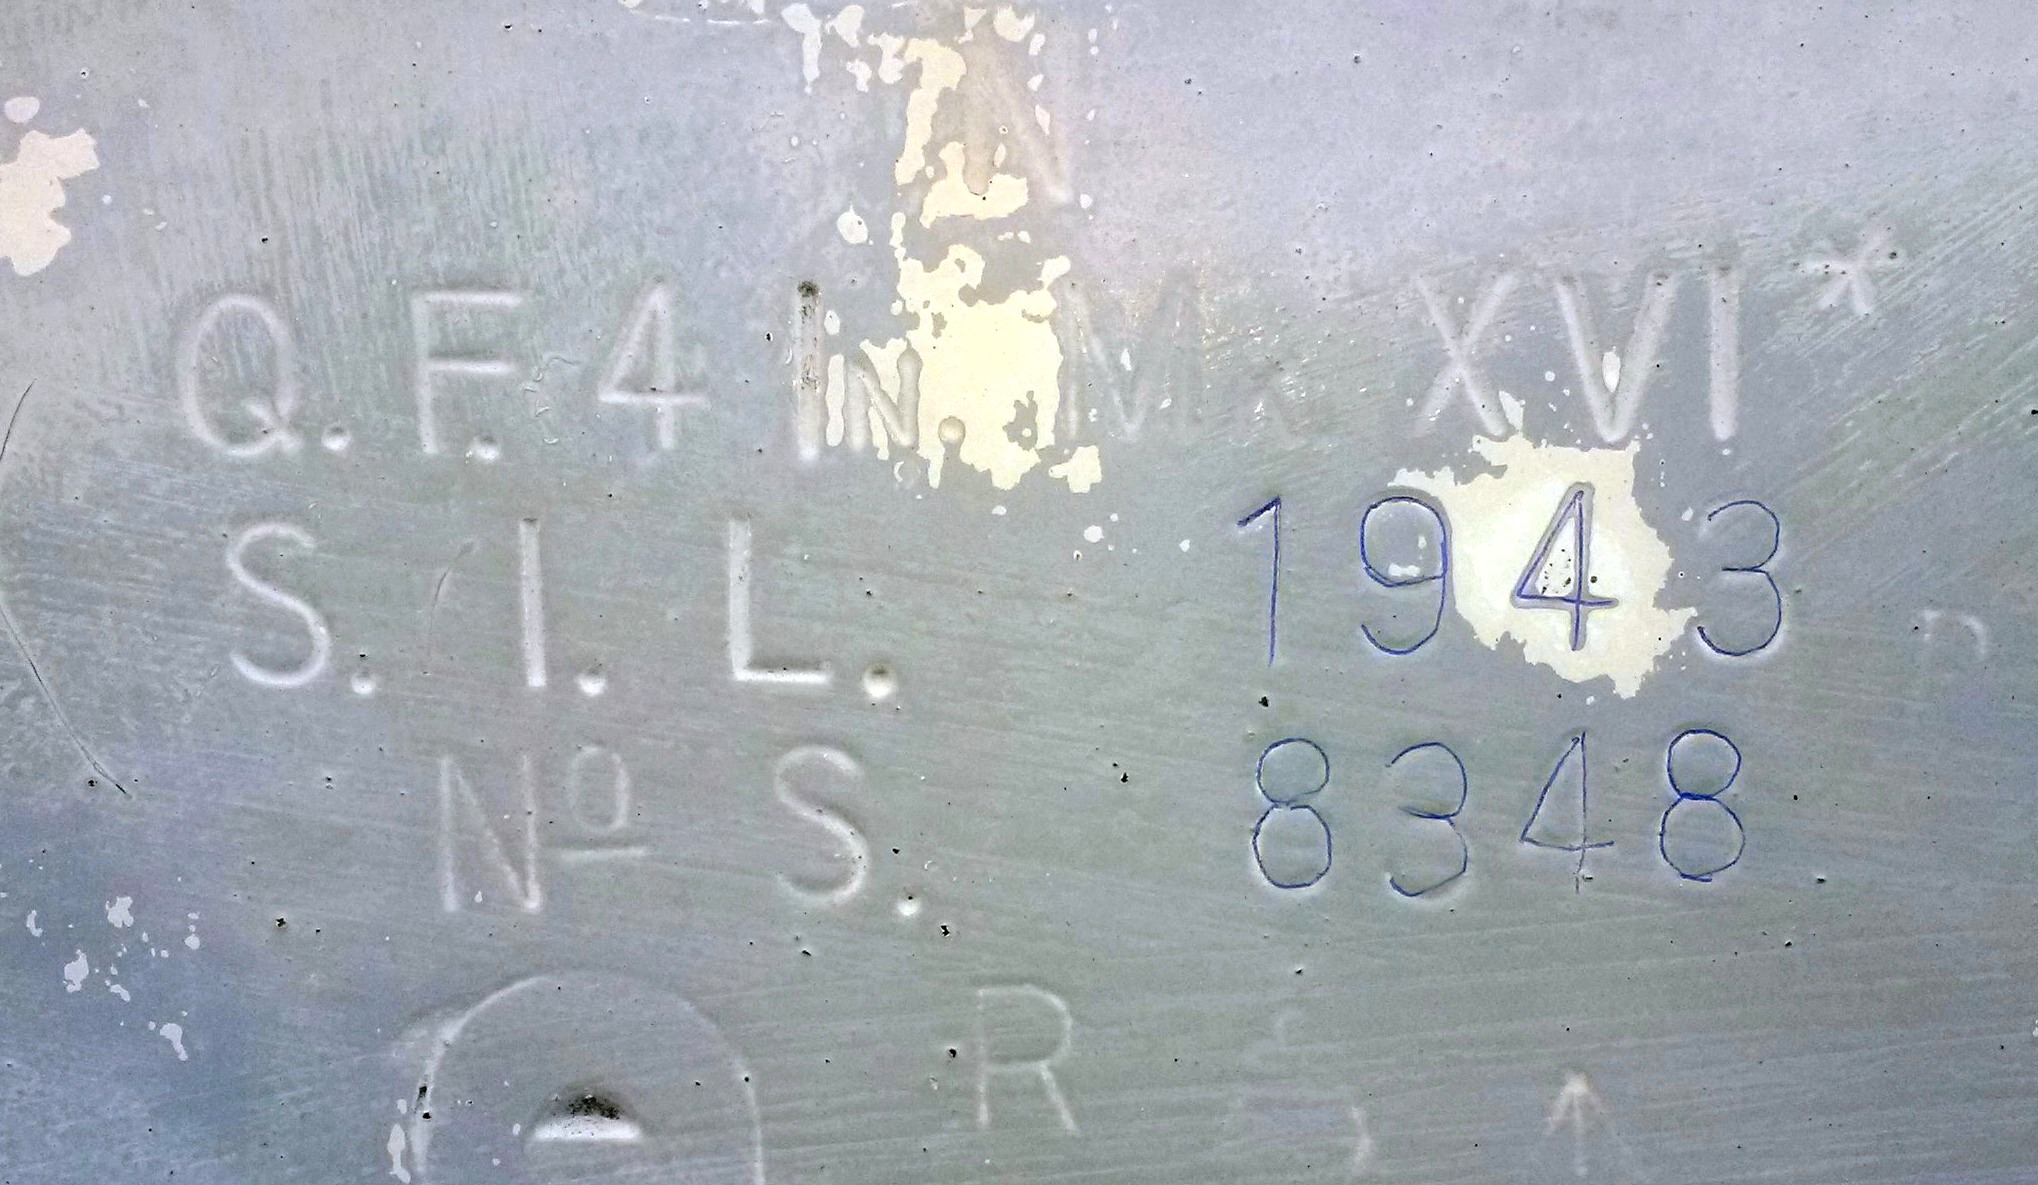 N
Q.F. 4 IN. MK XVI*
S. I. L. 1943
Nº S. 8348
R